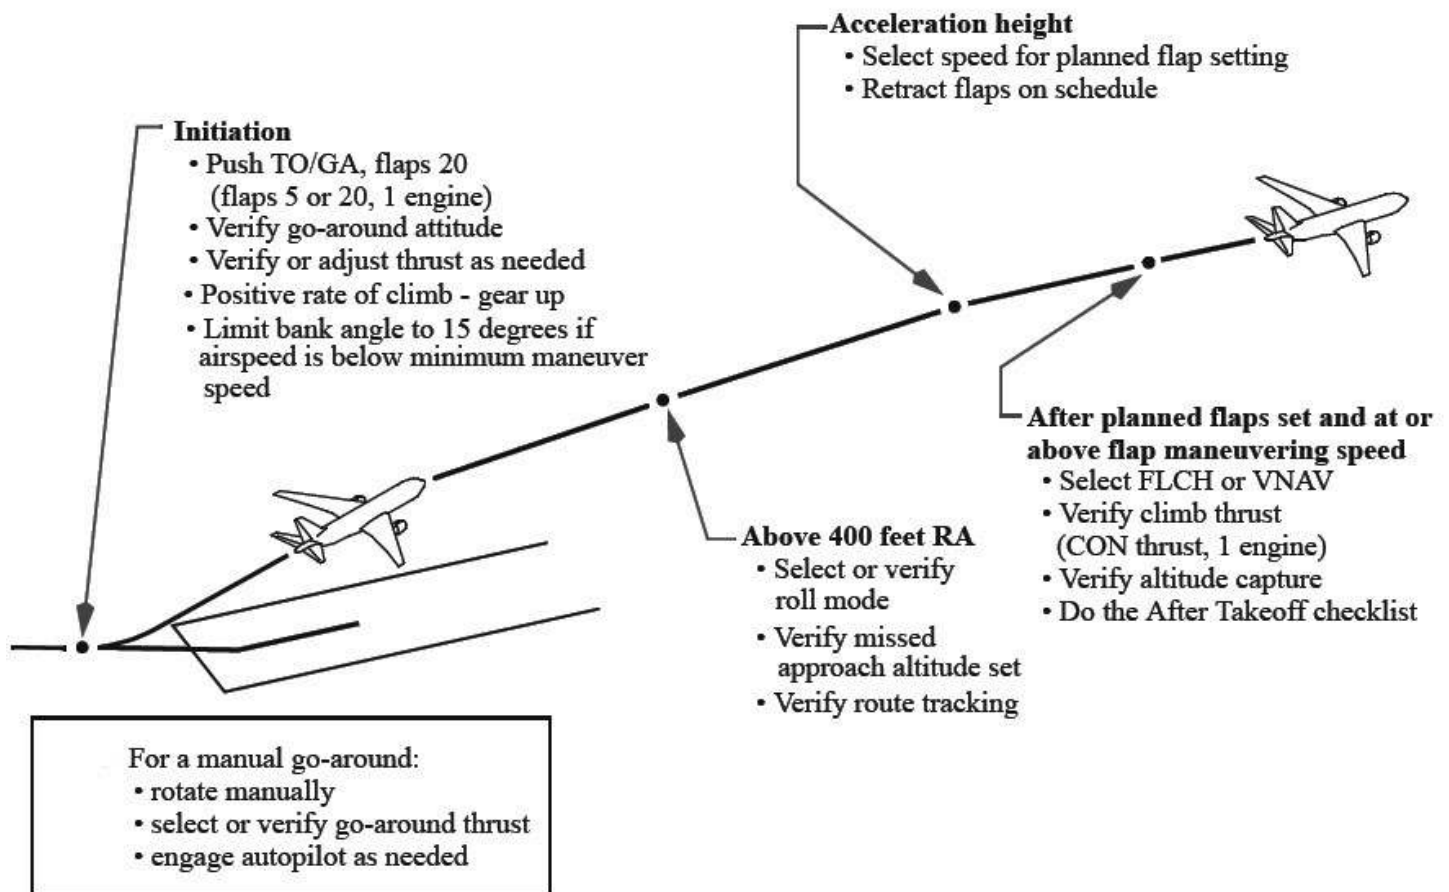 Acceleration height
• Select speed for planned flap setting
• Retract flaps on schedule
Initiation
• Push TO/GA, flaps 20
(flaps 5 or 20, 1 engine)
• Verify go-around attitude
• Verify or adjust thrust as needed
• Positive rate of climb - gear up
• Limit bank angle to 15 degrees if
airspeed is below minimum maneuver
speed
After planned flaps set and at or
above flap maneuvering speed
• Select FLCH or VNAV
• Verify climb thrust
(CON thrust, 1 engine)
• Verify altitude capture
• Do the After Takeoff checklist
Above 400 feet RA
• Select or verify
roll mode
• Verify missed
approach altitude set
• Verify route tracking
For a manual go-around:
• rotate manually
• select or verify go-around thrust
• engage autopilot as needed